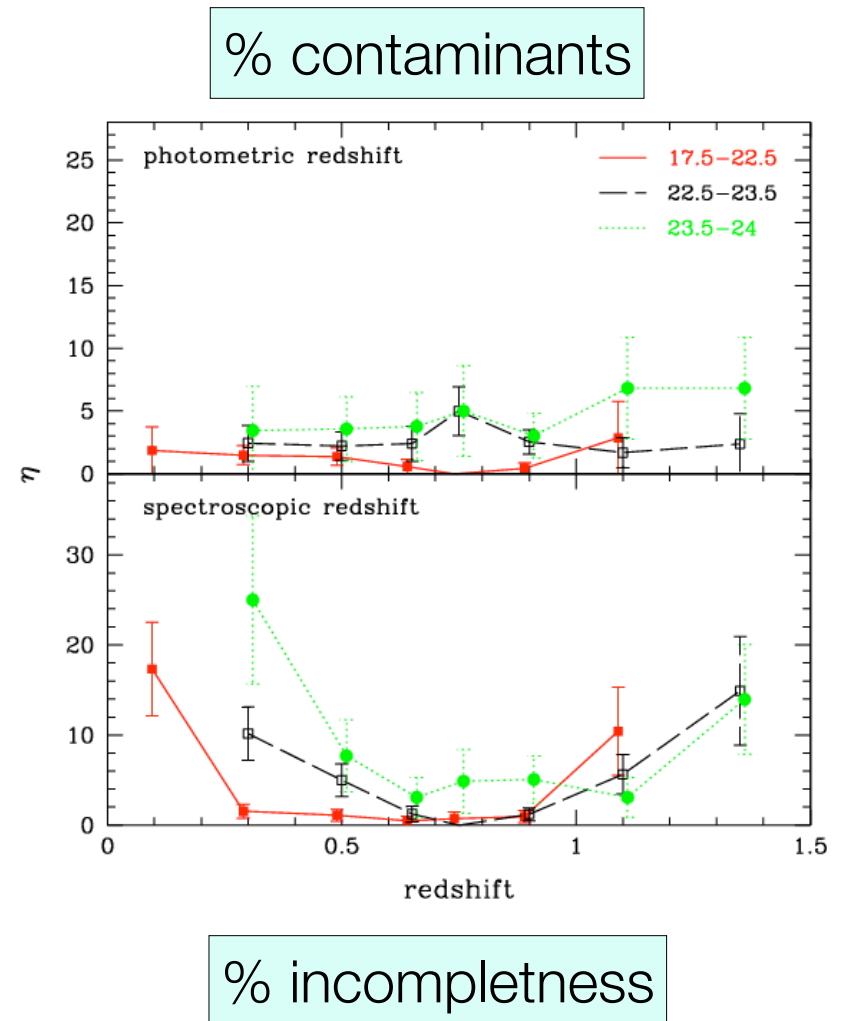 % contaminants
photometric redshift
17.5−22.5
22.5−23.5
23.5−24
25
20
15
10
5
0
η
spectroscopic redshift
30
20
10
0
0 0.5 1 1.5
redshift
% incompletness